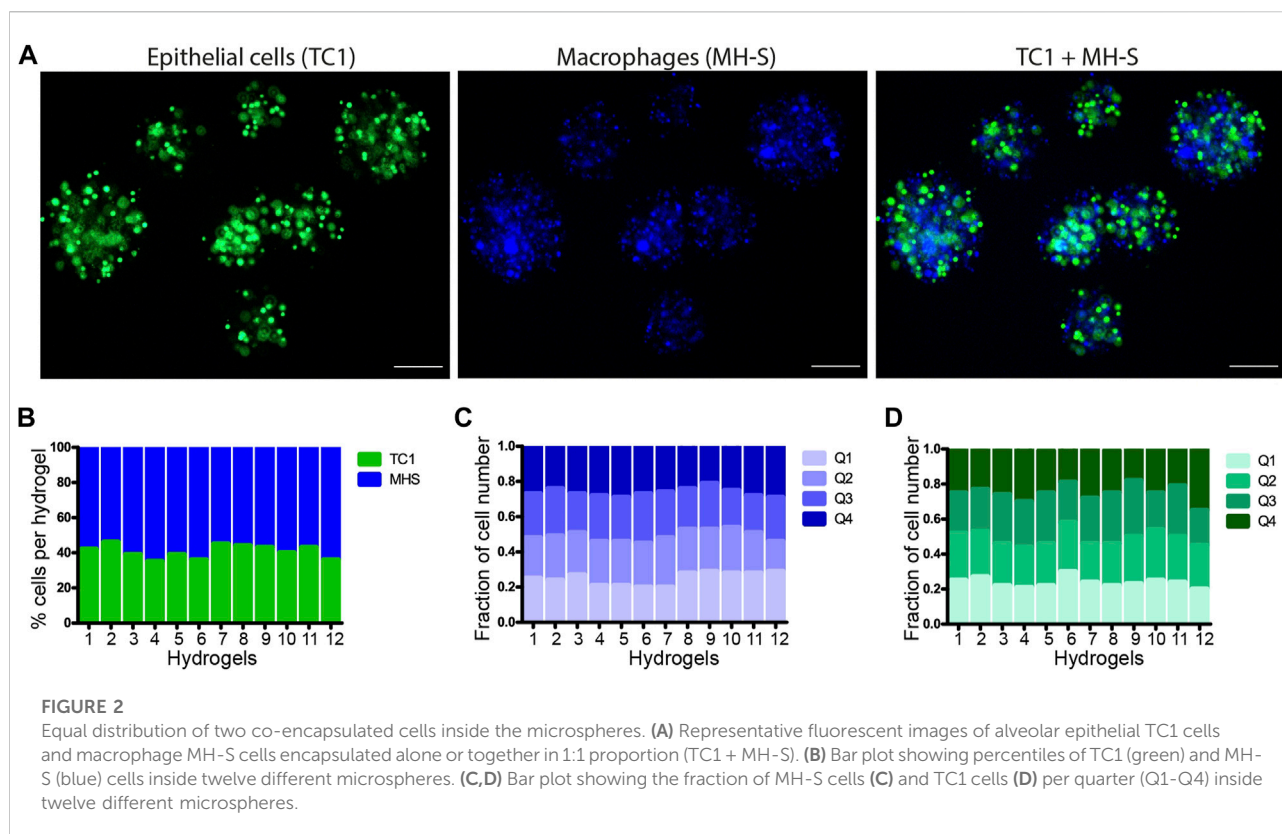 A
Epithelial cells (TC1)
Macrophages (MH-S)
TC1 + MH-S
B
% cells per hydrogel
100
80
60
40
20
0
1 2 3 4 5 6 7 8 9 10 11 12
Hydrogels
TC1
MHS
C
Fraction of cell number
1.0
0.8
0.6
0.4
0.2
0.0
1 2 3 4 5 6 7 8 9 10 11 12
Hydrogels
Q1
Q2
Q3
Q4
D
Fraction of cell number
1.0
0.8
0.6
0.4
0.2
0.0
1 2 3 4 5 6 7 8 9 10 11 12
Hydrogels
Q1
Q2
Q3
Q4
FIGURE 2
Equal distribution of two co-encapsulated cells inside the microspheres. (A) Representative fluorescent images of alveolar epithelial TC1 cells
and macrophage MH-S cells encapsulated alone or together in 1:1 proportion (TC1 + MH-S). (B) Bar plot showing percentiles of TC1 (green) and MH-
S (blue) cells inside twelve different microspheres. (C,D) Bar plot showing the fraction of MH-S cells (C) and TC1 cells (D) per quarter (Q1-Q4) inside
twelve different microspheres.